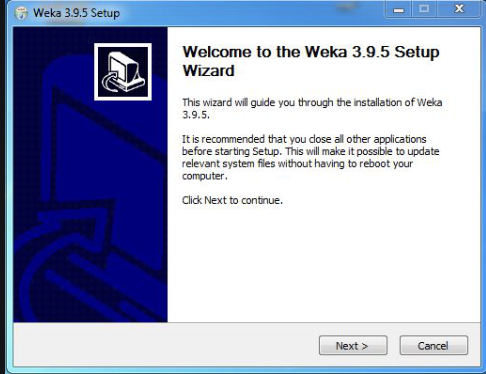 Weka 3.9.5 Setup
Welcome to the Weka 3.9.5 Setup
Wizard
This wizard will guide you through the installation of Weka
3.9.5.
It is recommended that you close all other applications
before starting Setup. This will make it possible to update
relevant system files without having to reboot your
computer.
Click Next to continue.
Next >
Cancel